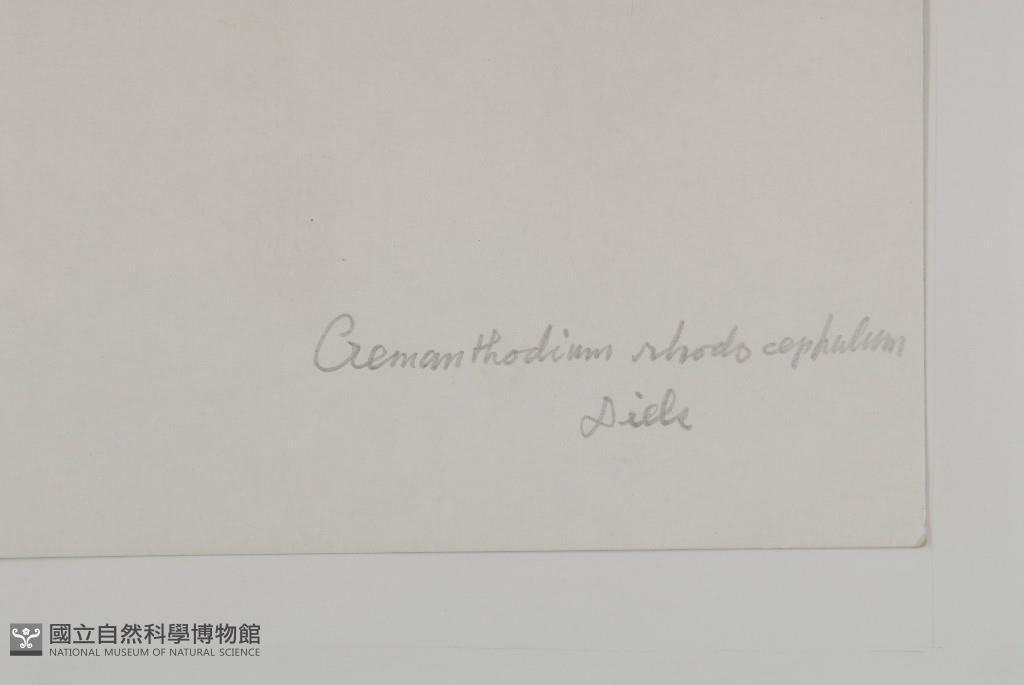 Cremanthodium rhodocephalum
Diels
國立自然科學博物館
NATIONAL MUSEUM OF NATURAL SCIENCE